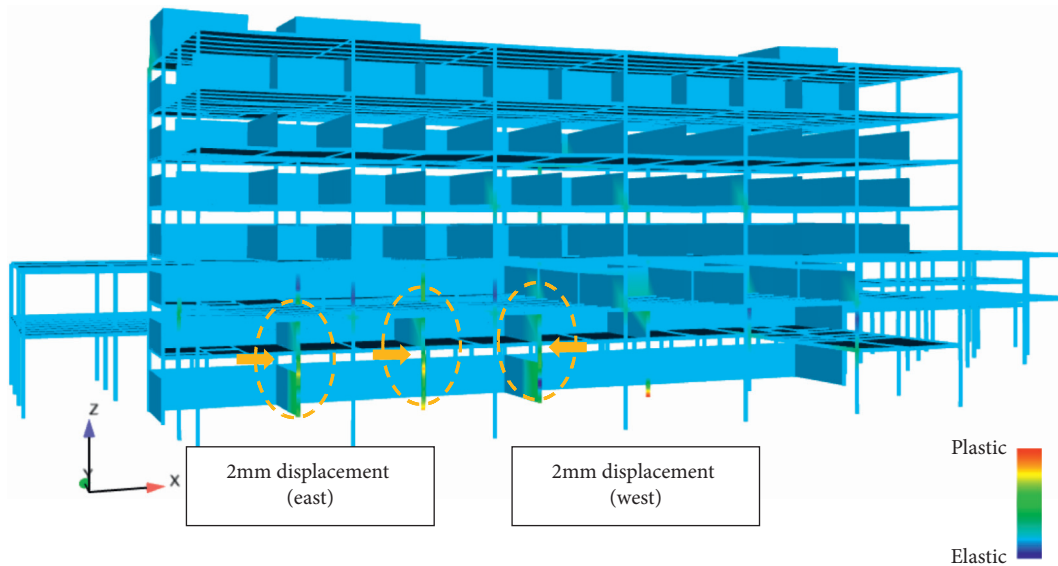 Z
Y
X
2mm displacement
(east)
2mm displacement
(west)
Plastic
Elastic